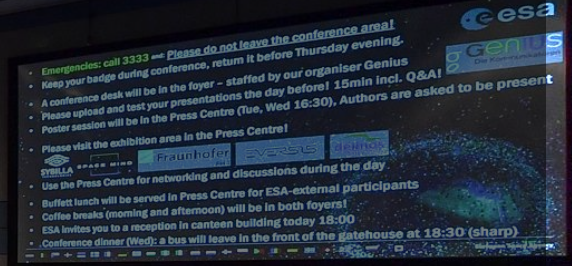 esa
• Emergencies: call 3333 and: Please do not leave the conference area!
• Keep your badge during conference, return it before Thursday evening.
Genius
Die Kommunikatoren
• A conference desk will be in the foyer – staffed by our organiser Genius
• Please upload and test your presentations the day before! 15min incl. Q&A!
• Poster session will be in the Press Centre (Tue, Wed 16:30), Authors are asked to be present
• Please visit the exhibition area in the Press Centre!
SYBILLA SPACE MIND Fraunhofer
• Use the Press Centre for networking and discussions during the day
• Buffett lunch will be served in Press Centre for ESA-external participants
• Coffee breaks (morning and afternoon) will be in both foyers!
• ESA invites you to a reception in canteen building today 18:00
• Conference dinner (Wed): a bus will leave in the front of the gatehouse at 18:30 (sharp)